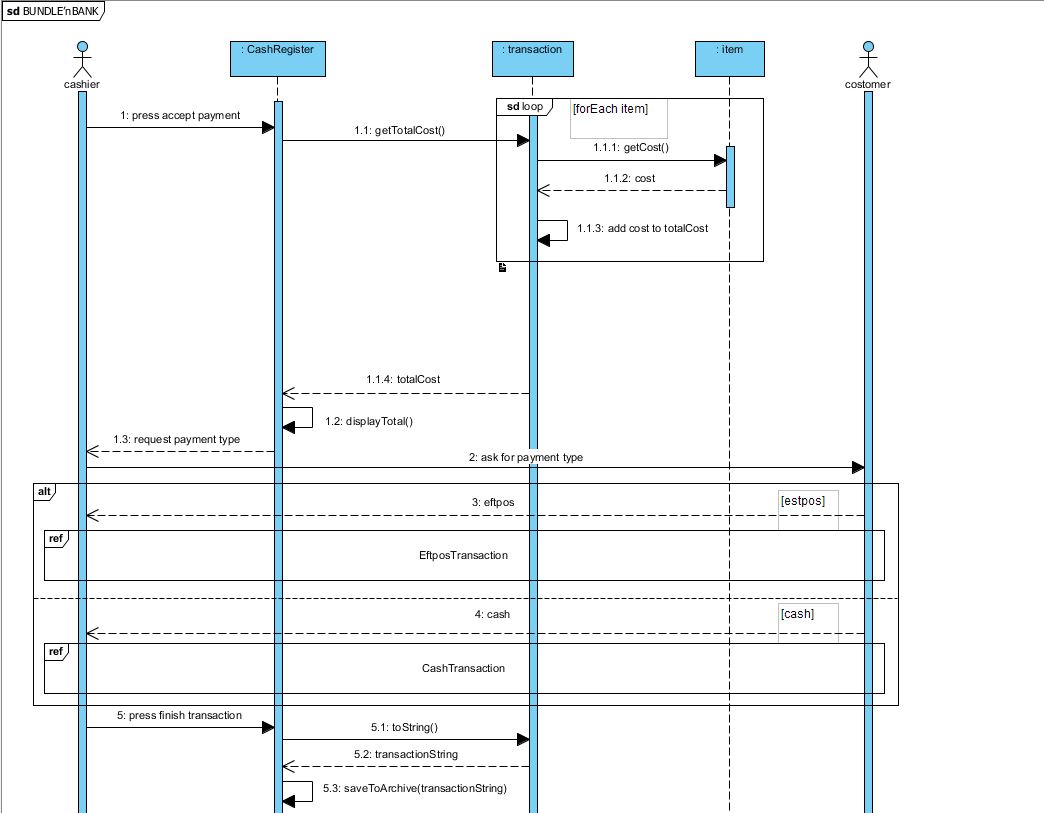 sd BUNDLE'nBANK
: CashRegister
: transaction
: item
cashier
costomer
sd loop
[forEach item]
1: press accept payment
1.1: getTotalCost()
1.1.1: getCost()
1.1.2: cost
1.1.3: add cost to totalCost
1.1.4: totalCost
1.2: displayTotal()
1.3: request payment type
2: ask for payment type
alt
[estpos]
3: eftpos
ref
EftposTransaction
[cash]
4: cash
ref
CashTransaction
5: press finish transaction
5.1: toString()
5.2: transactionString
5.3: saveToArchive(transactionString)